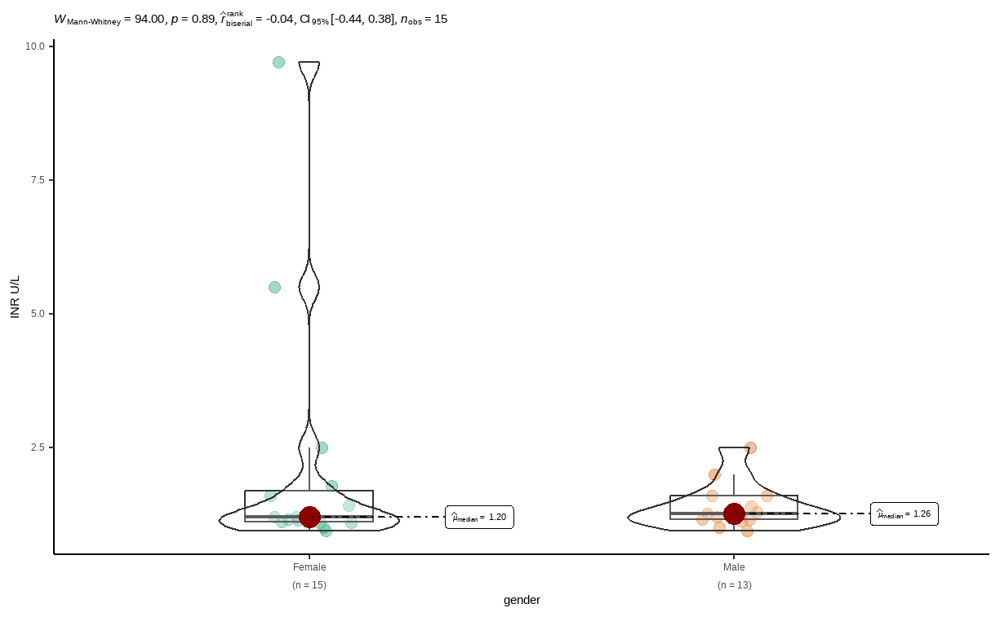 W Mann-Whitney = 94.00, p = 0.89, r̂ rank biserial = -0.04, CI 95% [-0.44, 0.38], n obs = 15
10.0
7.5
5.0
2.5
INR U/L
μ̂ median = 1.20
μ̂ median = 1.26
Female
(n = 15)
Male
(n = 13)
gender